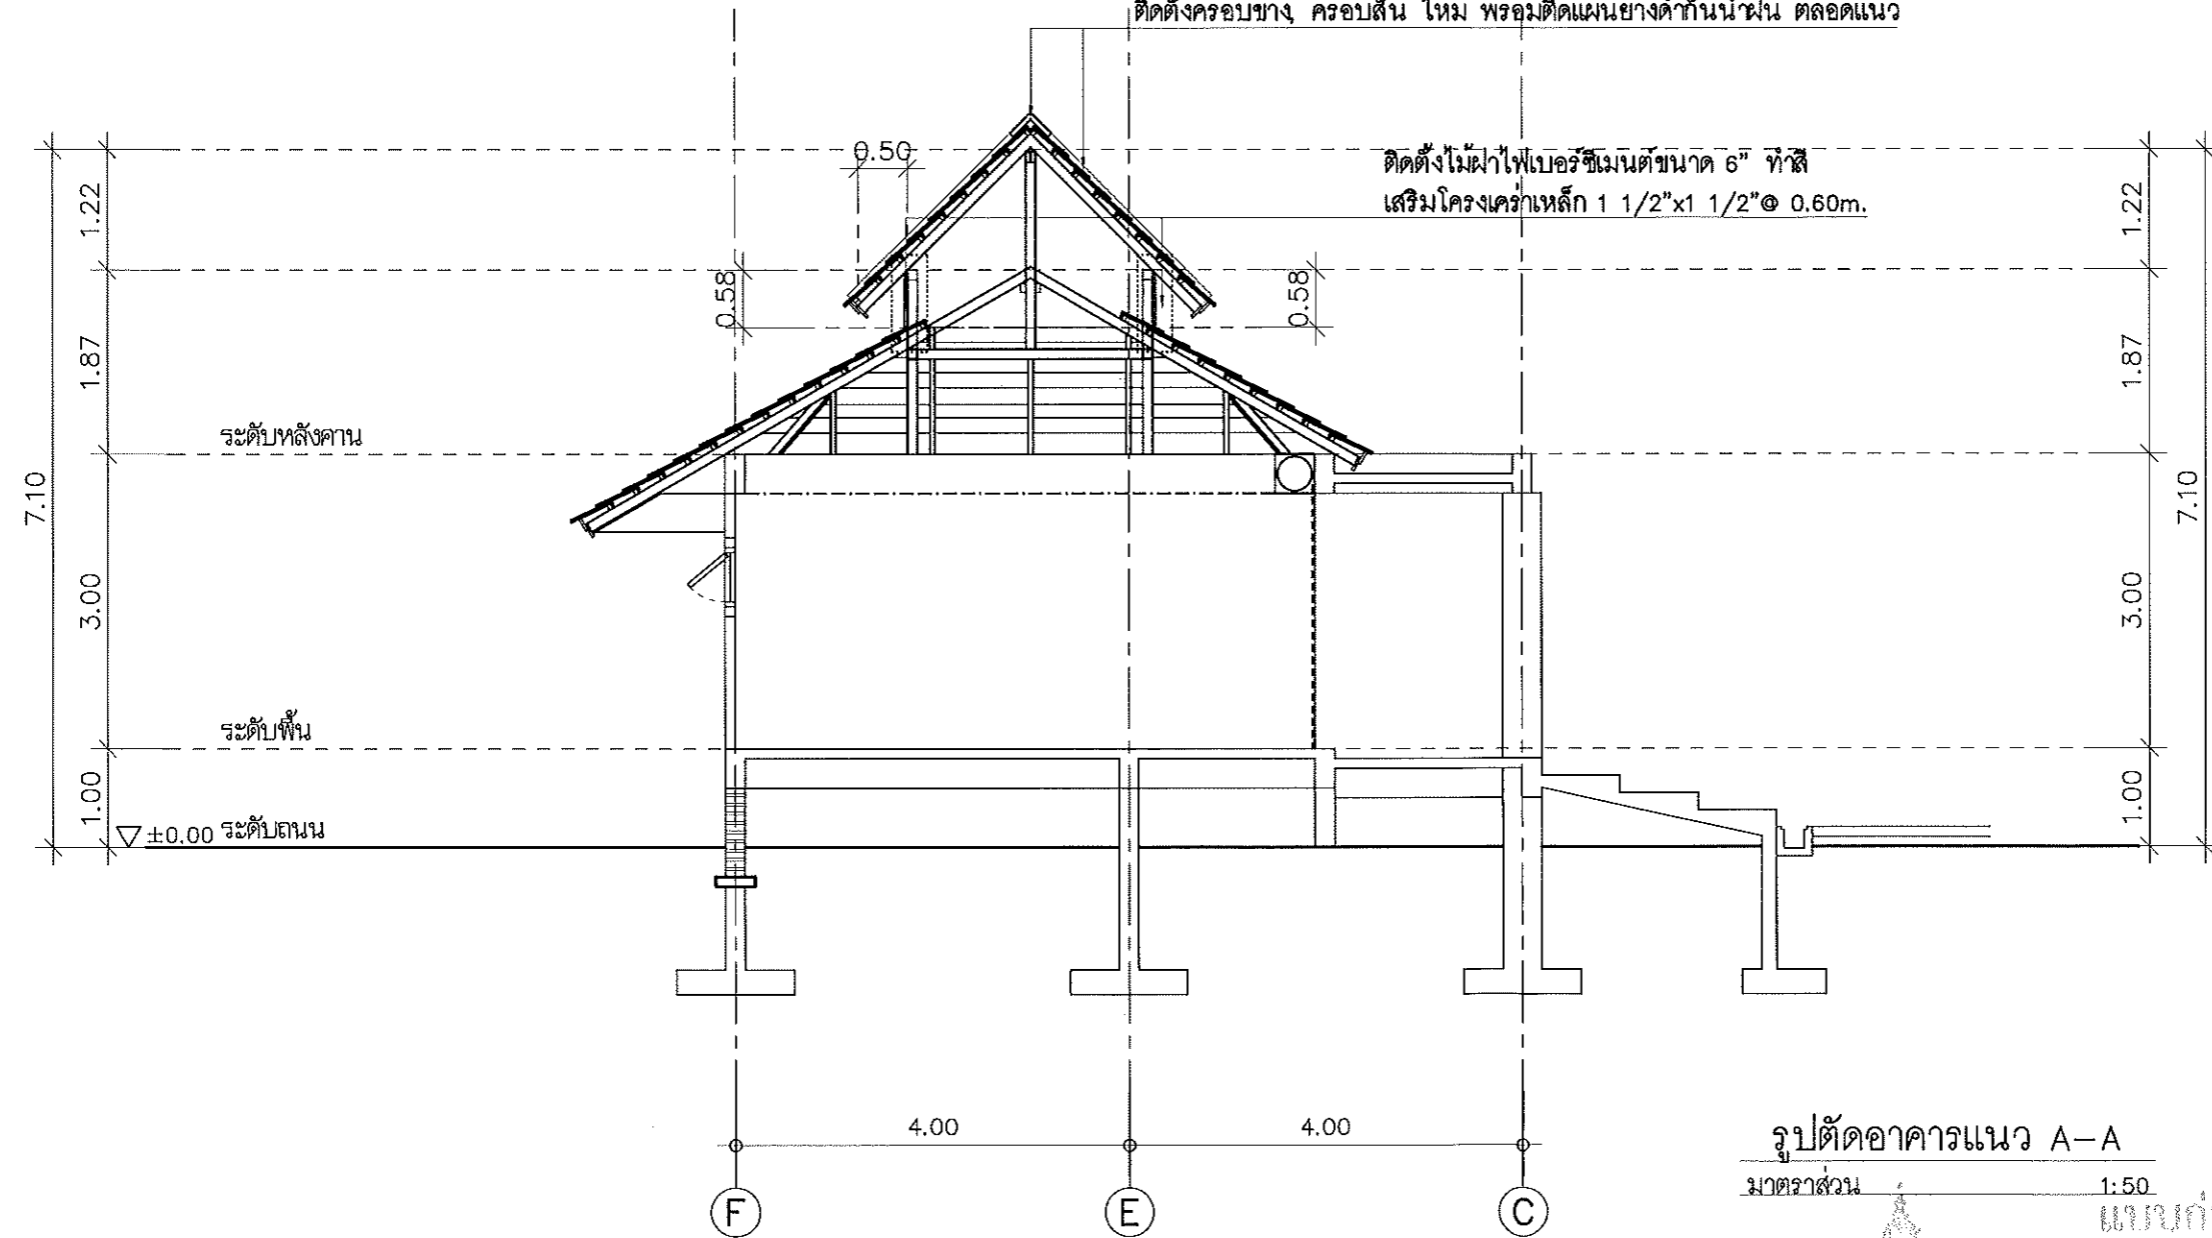 ติดตั้งครอบข้าง, ครอบสัน ใหม่ พร้อมติดแผ่นยางดำกันน้ำฝน ตลอดแนว
ติดตั้งไม้ฝาไฟเบอร์ซีเมนต์ขนาด 6" ทำสี
เสริมโครงเคร่าเหล็ก 1 1/2"x1 1/2"@ 0.60m.
0.50
1.22
1.22
0.58
0.58
1.87
1.87
ระดับหลังคาน
7.10
7.10
3.00
3.00
ระดับพื้น
1.00
1.00
±0.00 ระดับถนน
4.00
4.00
F
E
C
รูปตัดอาคารแนว A-A
มาตราส่วน 1:50